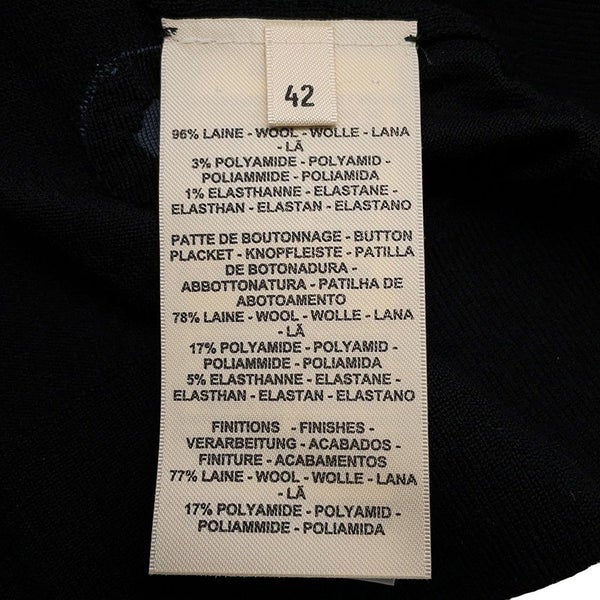 42
96% LAINE - WOOL - WOLLE - LANA
- LÃ
3% POLYAMIDE - POLYAMID -
POLIAMMIDE - POLIAMIDA
1% ELASTHANNE - ELASTANE -
ELASTHAN - ELASTAN - ELASTANO
PATTE DE BOUTONNAGE - BUTTON
PLACKET - KNOPFLEISTE - PATILLA
DE BOTONADURA -
ABBOTTONATURA - PATILHA DE
ABOTOAMENTO
78% LAINE - WOOL - WOLLE - LANA
- LÃ
17% POLYAMIDE - POLYAMID -
POLIAMMIDE - POLIAMIDA
5% ELASTHANNE - ELASTANE -
ELASTHAN - ELASTAN - ELASTANO
FINITIONS - FINISHES -
VERARBEITUNG - ACABADOS -
FINITURE - ACABAMENTOS
77% LAINE - WOOL - WOLLE - LANA
- LÃ
17% POLYAMIDE - POLYAMID -
POLIAMMIDE - POLIAMIDA